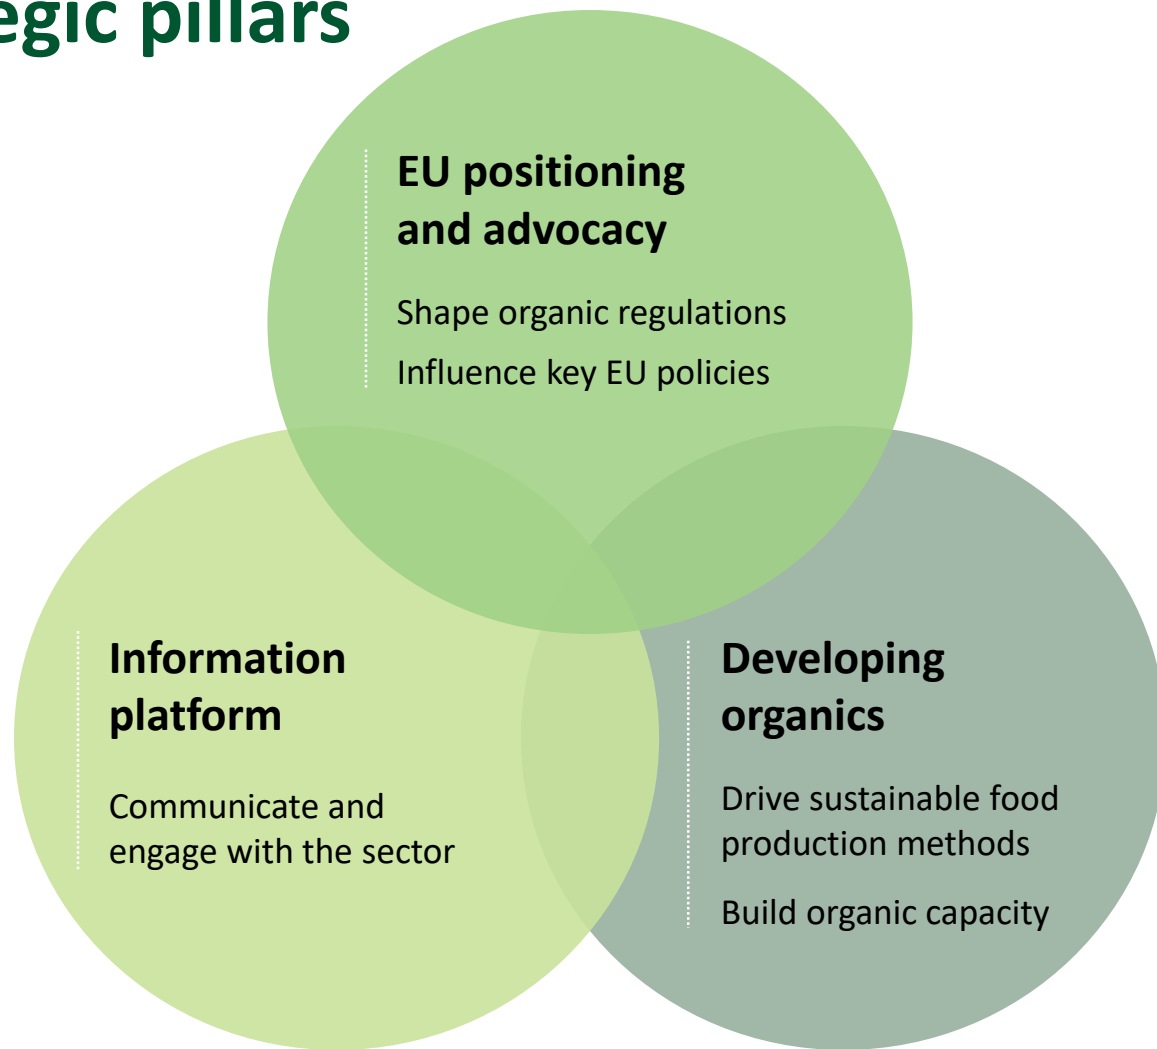 egic pillars
EU positioning
and advocacy
Shape organic regulations
Influence key EU policies
Information
platform
Communicate and
engage with the sector
Developing
organics
Drive sustainable food
production methods
Build organic capacity